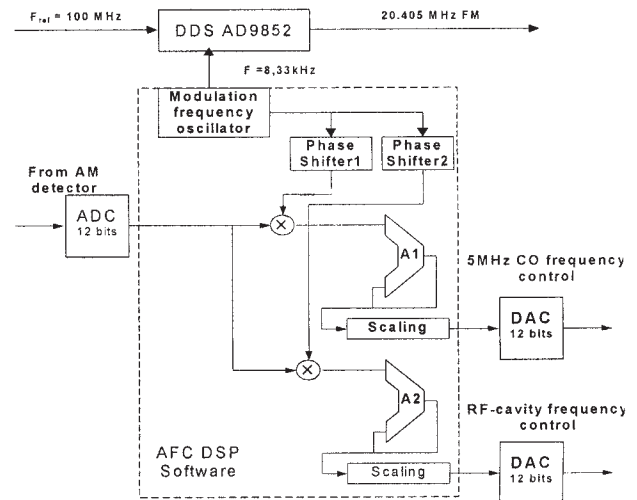 F ref = 100 MHz
DDS AD9852
20.405 MHz FM
F =8,33kHz
Modulation
frequency
oscillator
Phase
Shifter1
Phase
Shifter2
From AM
detector
ADC
12 bits
×
A1
5MHz CO frequency
control
Scaling
DAC
12 bits
×
A2
RF-cavity frequency
control
AFC DSP
Software
Scaling
DAC
12 bits